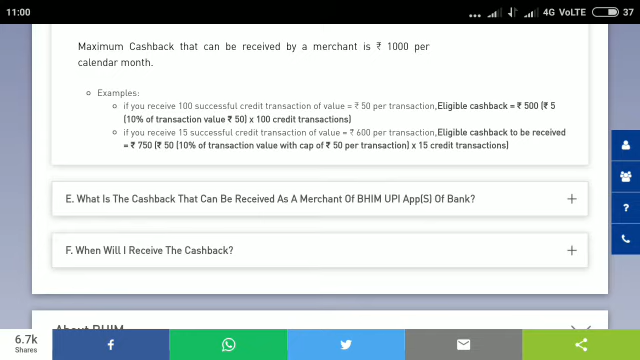 11:00
4G VoLTE 37
Maximum Cashback that can be received by a merchant is ₹ 1000 per
calendar month.
Examples:
if you receive 100 successful credit transaction of value = ₹ 50 per transaction,Eligible cashback = ₹ 500 (₹ 5
(10% of transaction value ₹ 50) x 100 credit transactions)
if you receive 15 successful credit transaction of value = ₹ 600 per transaction,Eligible cashback to be received
= ₹ 750 (₹ 50 (10% of transaction value with cap of ₹ 50 per transaction) x 15 credit transactions)
E. What Is The Cashback That Can Be Received As A Merchant Of BHIM UPI App(S) Of Bank?
F. When Will I Receive The Cashback?
About BHIM
6.7k
Shares